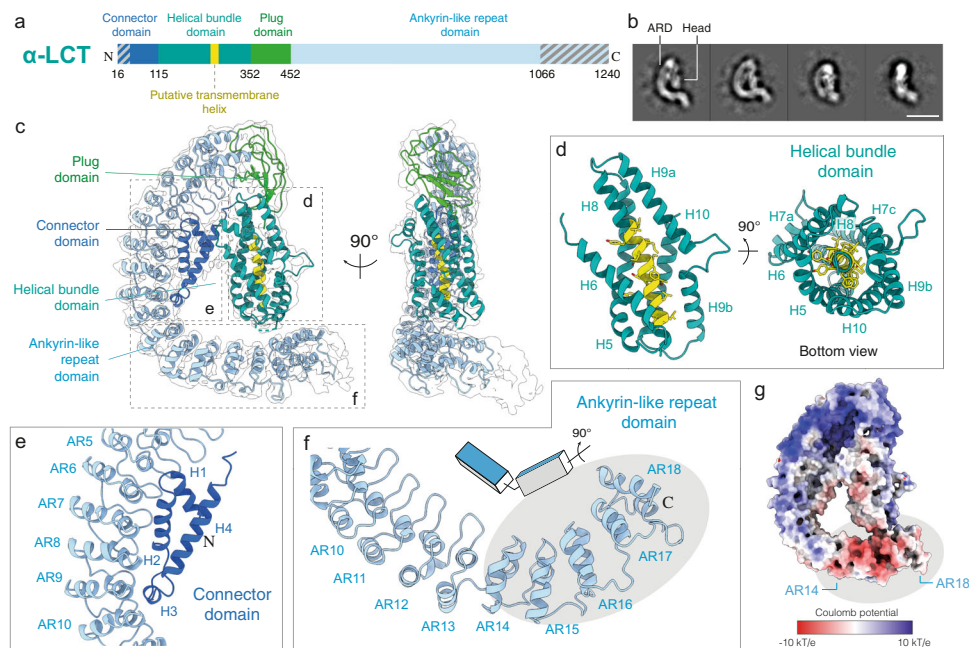 a
Connector domain
Helical bundle domain
Plug domain
Ankyrin-like repeat domain
α-LCT
N
C
16
115
352
452
1066
1240
Putative transmembrane helix
b
ARD
Head
c
Plug domain
Connector domain
Helical bundle domain
Ankyrin-like repeat domain
d
e
f
90°
d
Helical bundle domain
H9a
H8
H10
H6
H9b
H5
90°
H7a
H7c
H8
H6
H5
H9b
H10
Bottom view
e
AR5
AR6
AR7
AR8
AR9
AR10
H1
H4
N
H2
H3
Connector domain
f
Ankyrin-like repeat domain
90°
AR10
AR11
AR12
AR13
AR14
AR15
AR16
AR17
AR18
C
g
AR14
AR18
Coulomb potential
-10 kT/e
10 kT/e